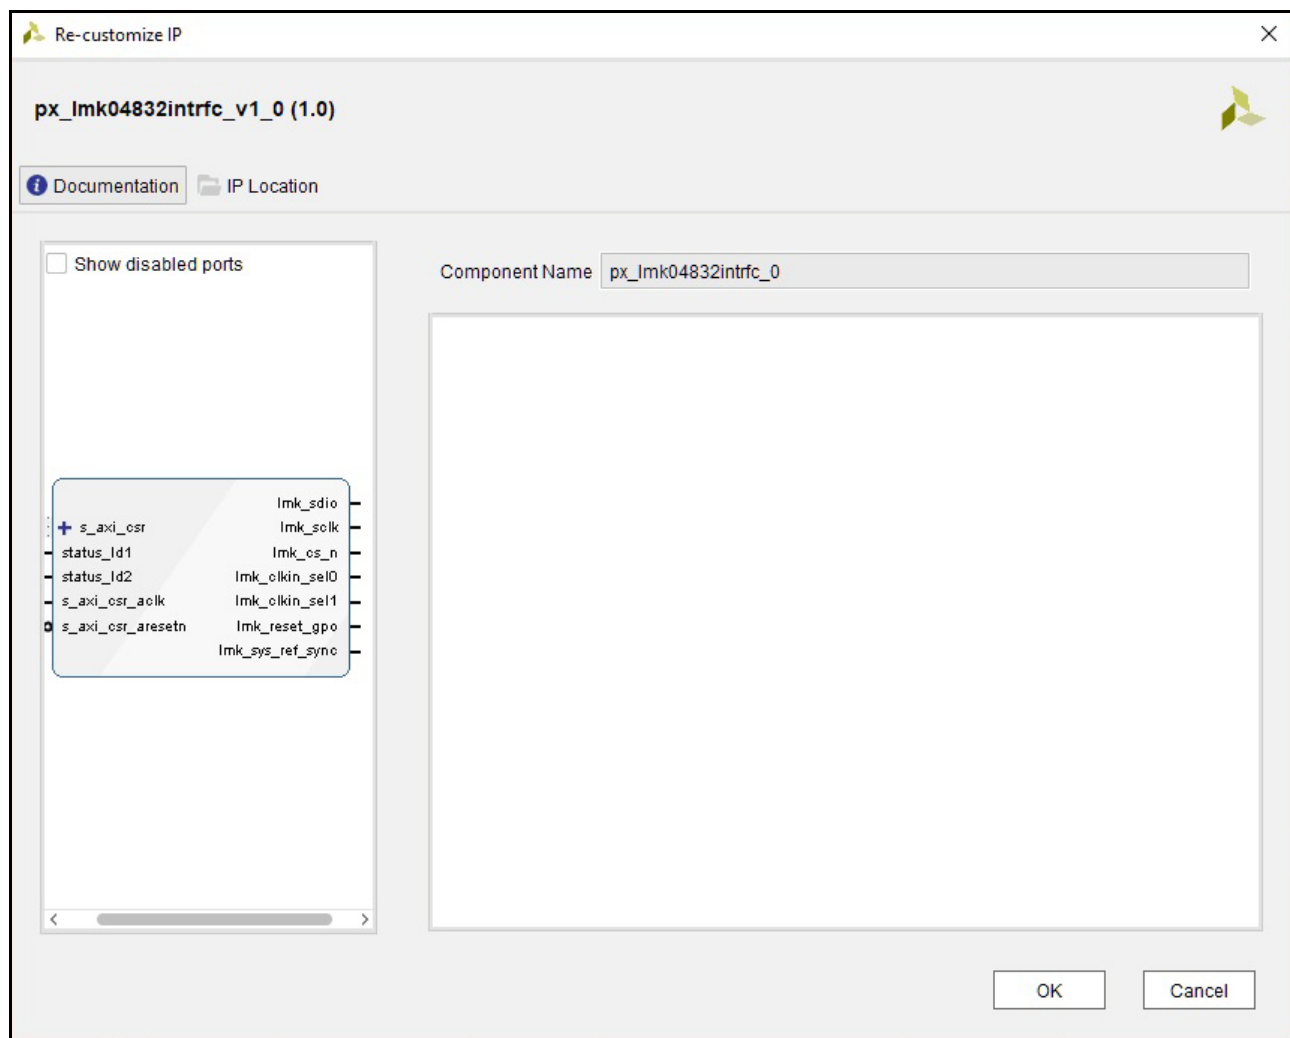 Re-customize IP
px_lmk04832intrfc_v1_0 (1.0)
Documentation IP Location
Show disabled ports
Component Name px_lmk04832intrfc_0
lmk_sdio
s_axi_csr lmk_sclk
status_ld1 lmk_cs_n
status_ld2 lmk_clkin_sel0
s_axi_csr_aclk lmk_clkin_sel1
s_axi_csr_aresetn lmk_reset_gpo
lmk_sys_ref_sync
OK Cancel